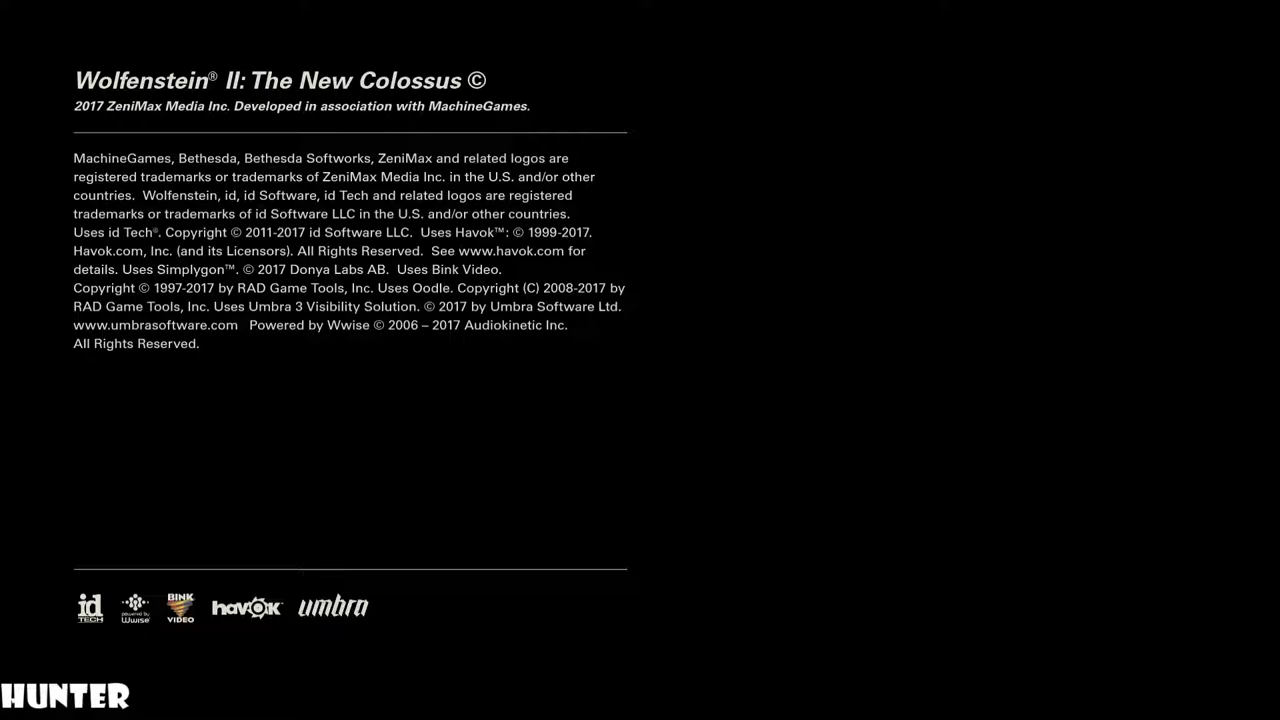 Wolfenstein® II: The New Colossus ©
2017 ZeniMax Media Inc. Developed in association with MachineGames.
MachineGames, Bethesda, Bethesda Softworks, ZeniMax and related logos are
registered trademarks or trademarks of ZeniMax Media Inc. in the U.S. and/or other
countries.  Wolfenstein, id, id Software, id Tech and related logos are registered
trademarks or trademarks of id Software LLC in the U.S. and/or other countries.
Uses id Tech®. Copyright © 2011-2017 id Software LLC.  Uses Havok™: © 1999-2017.
Havok.com, Inc. (and its Licensors). All Rights Reserved.  See www.havok.com for
details. Uses Simplygon™. © 2017 Donya Labs AB.  Uses Bink Video.
Copyright © 1997-2017 by RAD Game Tools, Inc. Uses Oodle. Copyright (C) 2008-2017 by
RAD Game Tools, Inc. Uses Umbra 3 Visibility Solution. © 2017 by Umbra Software Ltd.
www.umbrasoftware.com   Powered by Wwise © 2006 – 2017 Audiokinetic Inc.
All Rights Reserved.
id TECH
powered by Wwise
BINK VIDEO
havok
umbra
HUNTER